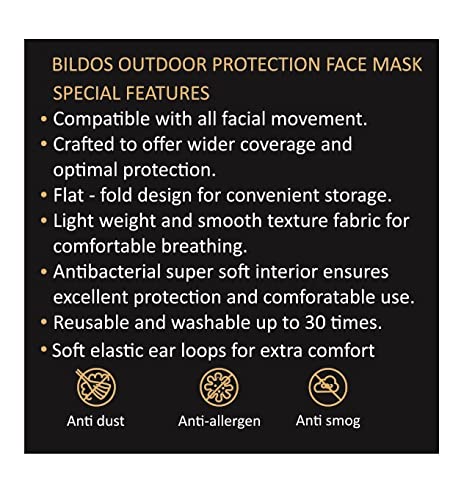 BILDOS OUTDOOR PROTECTION FACE MASK
SPECIAL FEATURES
• Compatible with all facial movement.
• Crafted to offer wider coverage and
optimal protection.
• Flat - fold design for convenient storage.
• Light weight and smooth texture fabric for
comfortable breathing.
• Antibacterial super soft interior ensures
excellent protection and comforatable use.
• Reusable and washable up to 30 times.
• Soft elastic ear loops for extra comfort
Anti dust Anti-allergen Anti smog